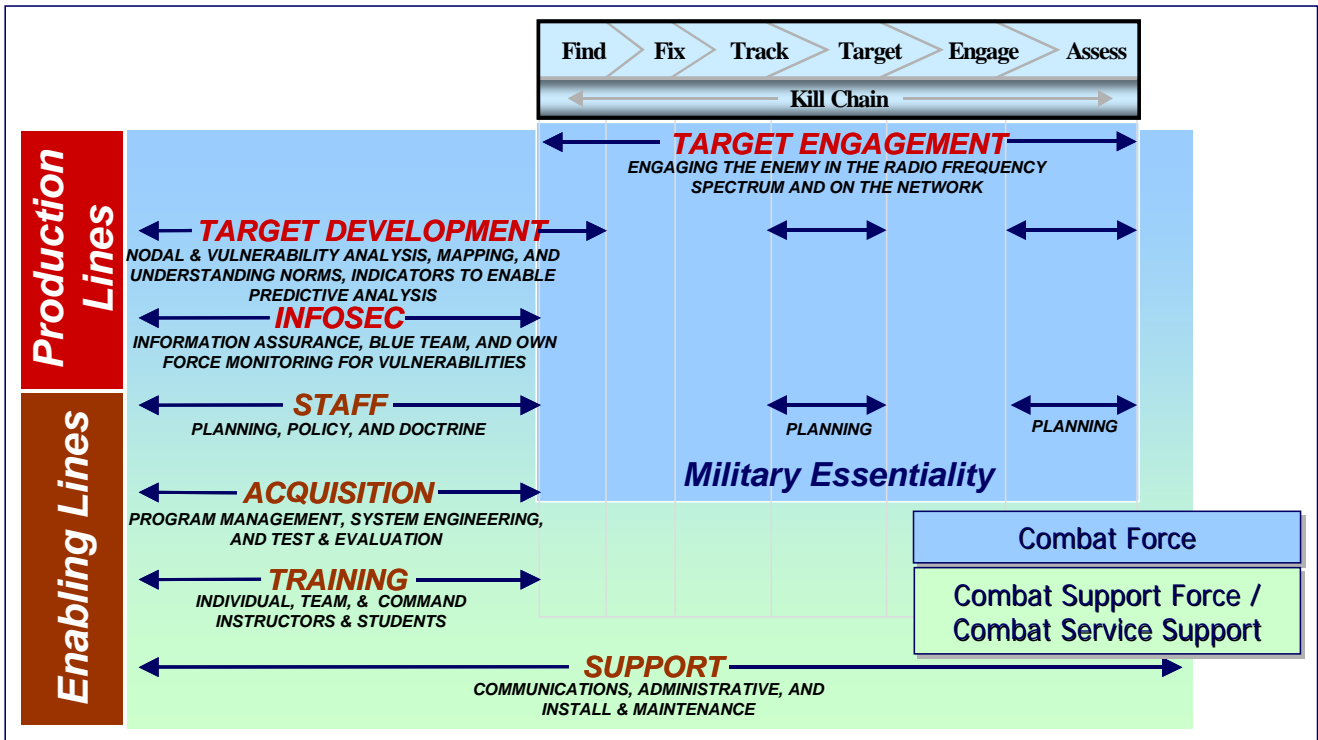 Find Fix Track Target Engage Assess
Kill Chain
Production
Lines
TARGET ENGAGEMENT
ENGAGING THE ENEMY IN THE RADIO FREQUENCY
SPECTRUM AND ON THE NETWORK
TARGET DEVELOPMENT
NODAL & VULNERABILITY ANALYSIS, MAPPING, AND
UNDERSTANDING NORMS, INDICATORS TO ENABLE
PREDICTIVE ANALYSIS
INFOSEC
INFORMATION ASSURANCE, BLUE TEAM, AND OWN
FORCE MONITORING FOR VULNERABILITIES
Enabling Lines
STAFF
PLANNING, POLICY, AND DOCTRINE
PLANNING
PLANNING
Military Essentiality
ACQUISITION
PROGRAM MANAGEMENT, SYSTEM ENGINEERING,
AND TEST & EVALUATION
TRAINING
INDIVIDUAL, TEAM, & COMMAND
INSTRUCTORS & STUDENTS
Combat Force
Combat Support Force /
Combat Service Support
SUPPORT
COMMUNICATIONS, ADMINISTRATIVE, AND
INSTALL & MAINTENANCE